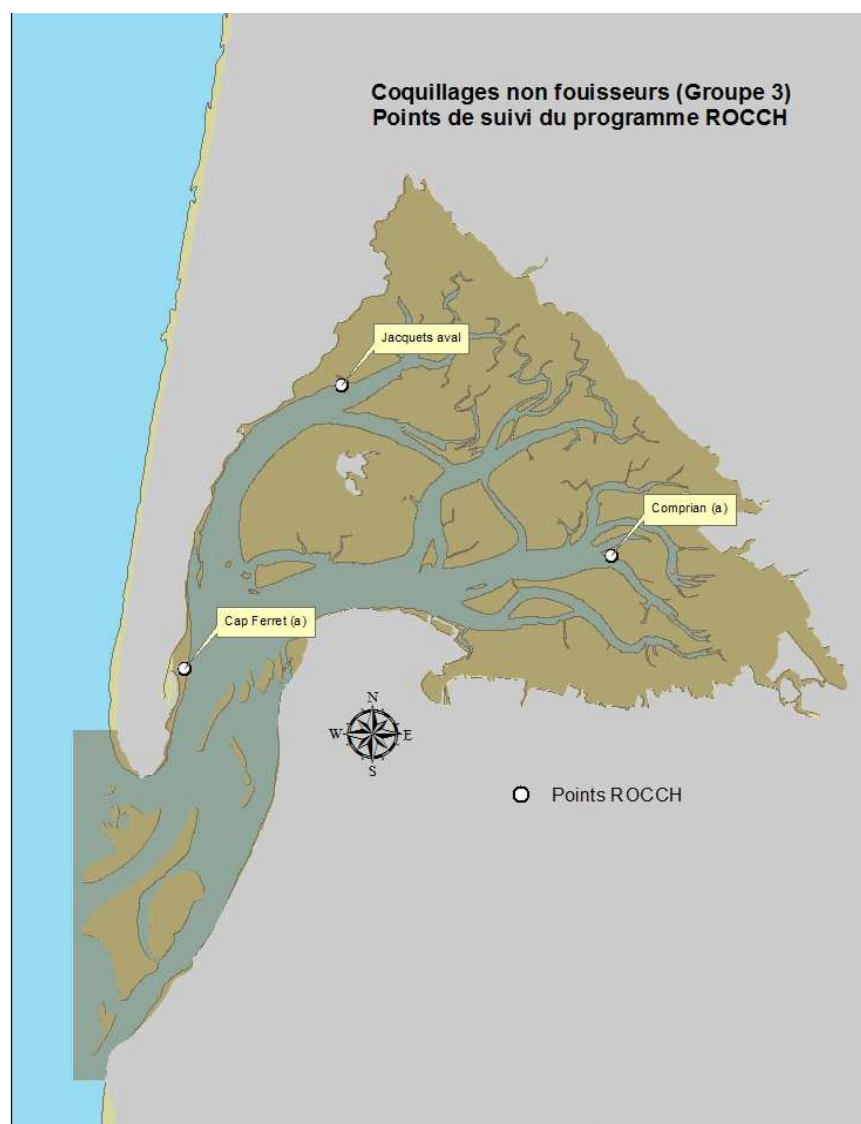 Coquillages non fouisseurs (Groupe 3)
Points de suivi du programme ROCCH
Jacquets aval
Comprian (a)
Cap Ferret (a)
N
W E
S
Points ROCCH